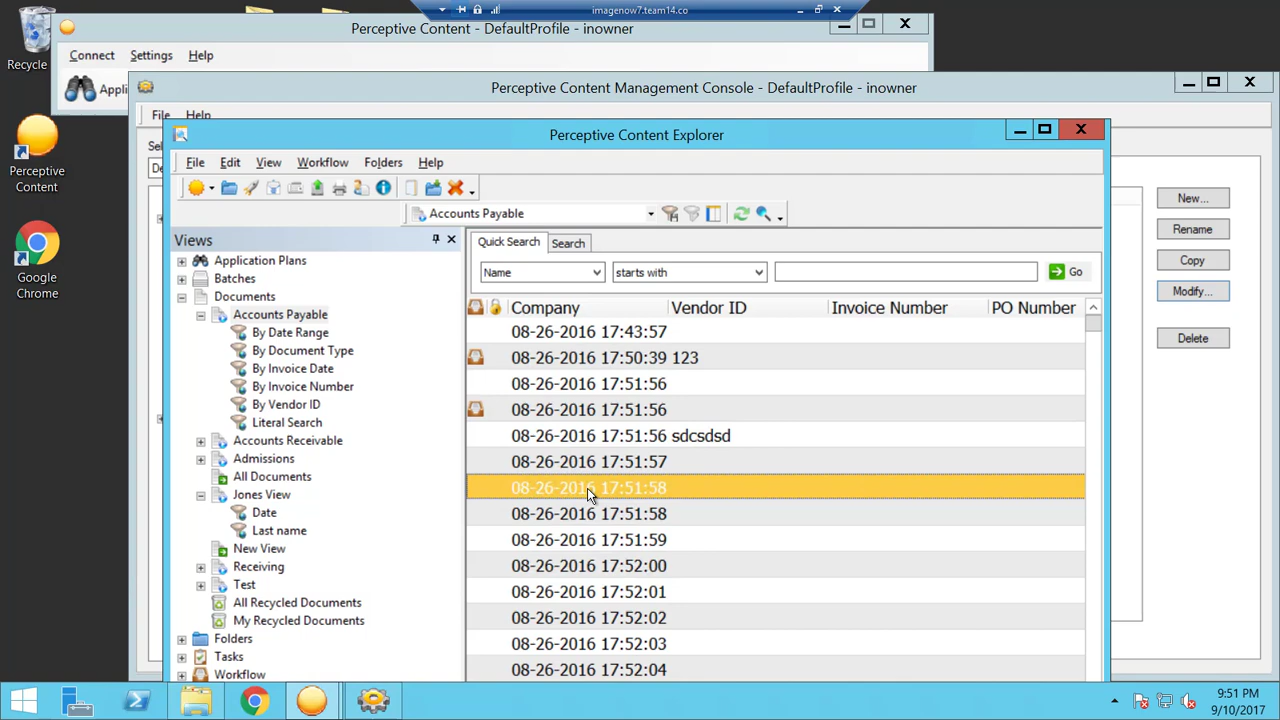 imagenow7.team14.co
Recycle
Perceptive Content - DefaultProfile - inowner
Connect Settings Help
Appli
Perceptive Content Management Console - DefaultProfile - inowner
File Help
Sel
De
Perceptive Content Explorer
File Edit View Workflow Folders Help
Accounts Payable
Views
Quick Search Search
Name starts with Go
Company Vendor ID Invoice Number PO Number
Application Plans
Batches
Documents
Accounts Payable
By Date Range
By Document Type
By Invoice Date
By Invoice Number
By Vendor ID
Literal Search
Accounts Receivable
Admissions
All Documents
Jones View
Date
Last name
New View
Receiving
Test
All Recycled Documents
My Recycled Documents
Folders
Tasks
Workflow
08-26-2016 17:43:57
08-26-2016 17:50:39 123
08-26-2016 17:51:56
08-26-2016 17:51:56
08-26-2016 17:51:56 sdcsdsd
08-26-2016 17:51:57
08-26-2016 17:51:58
08-26-2016 17:51:58
08-26-2016 17:51:59
08-26-2016 17:52:00
08-26-2016 17:52:01
08-26-2016 17:52:02
08-26-2016 17:52:03
08-26-2016 17:52:04
New...
Rename
Copy
Modify...
Delete
Perceptive
Content
Google
Chrome
9:51 PM
9/10/2017